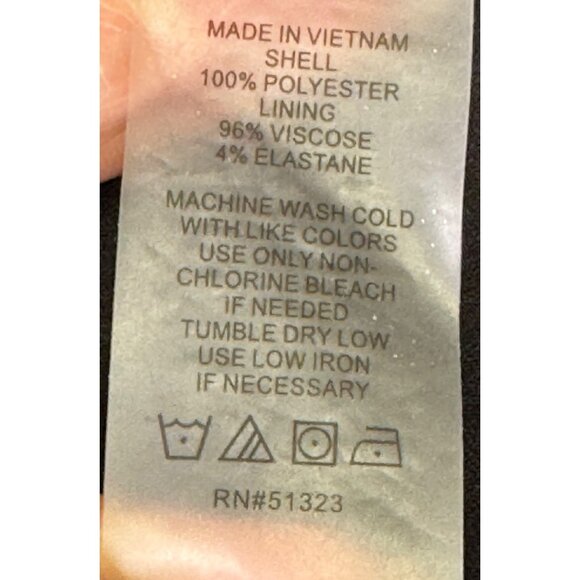 MADE IN VIETNAM
SHELL
100% POLYESTER
LINING
96% VISCOSE
4% ELASTANE
MACHINE WASH COLD
WITH LIKE COLORS
USE ONLY NON-
CHLORINE BLEACH
IF NEEDED
TUMBLE DRY LOW
USE LOW IRON
IF NECESSARY
RN#51323